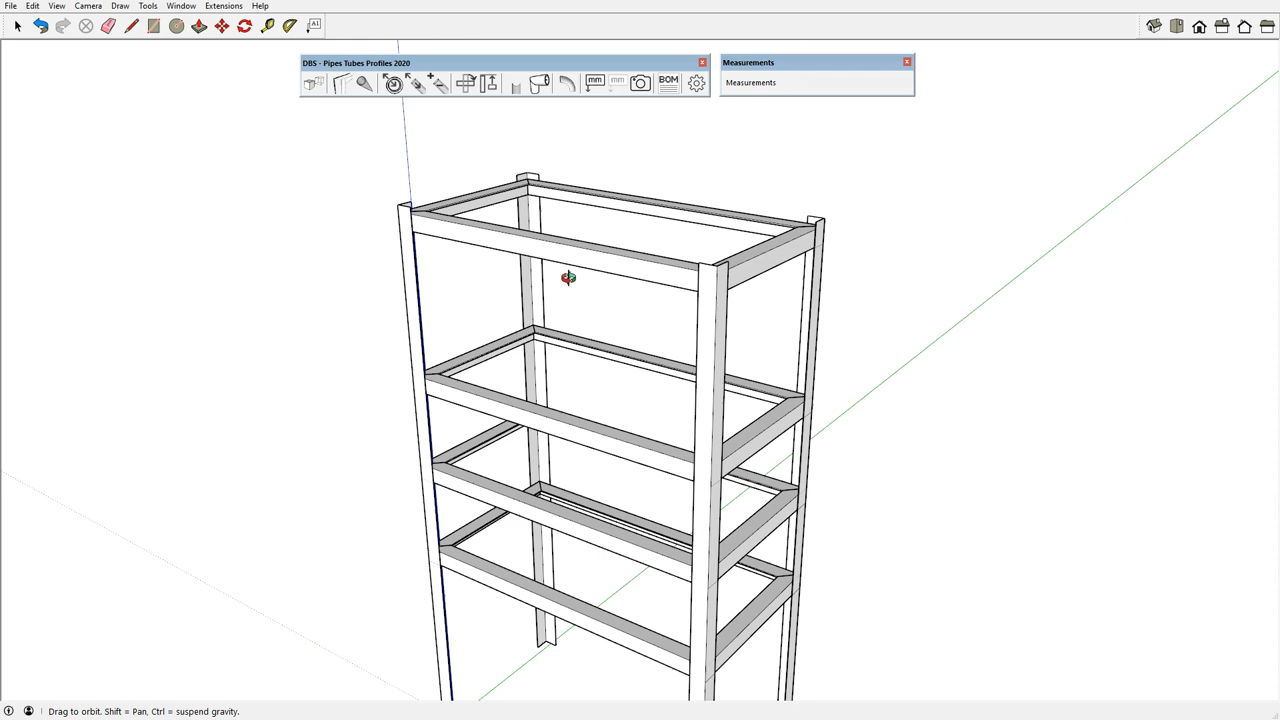 File Edit View Camera Draw Tools Window Extensions Help
A1
DBS - Pipes Tubes Profiles 2020
mm mm BOM
Measurements
Measurements
Drag to orbit. Shift = Pan, Ctrl = suspend gravity.